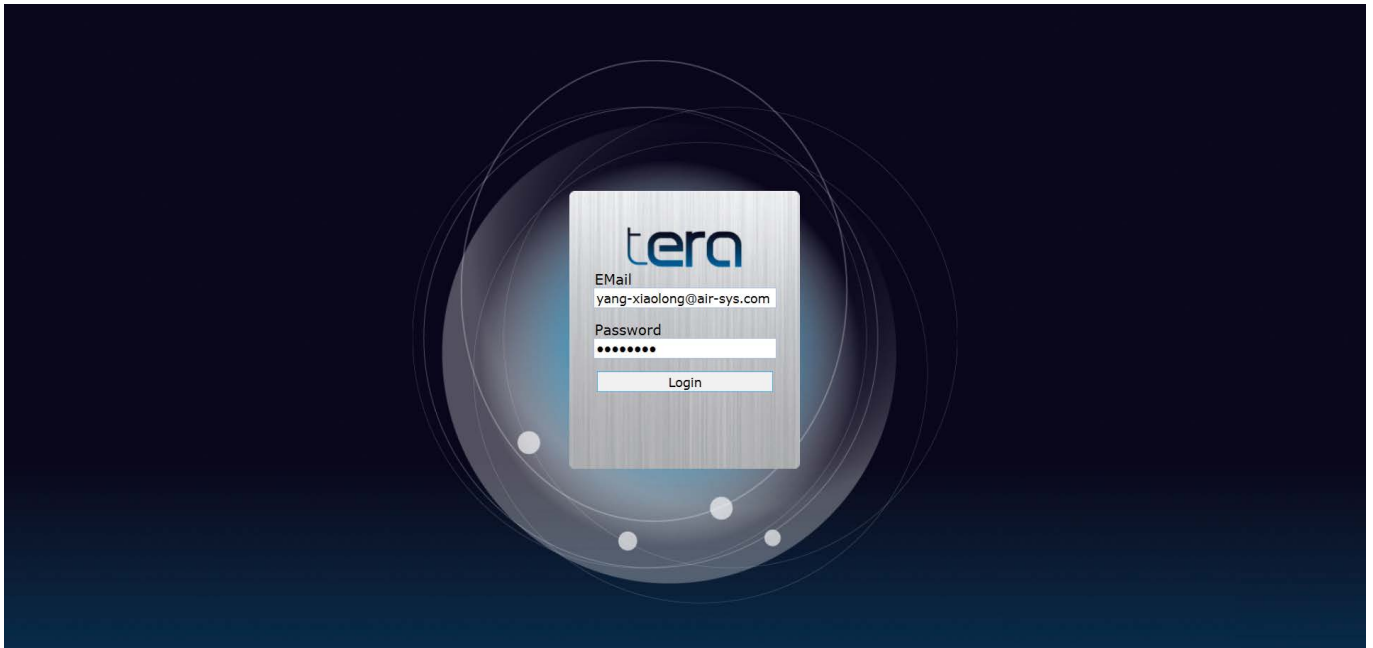 tera
EMail
yang-xiaolong@air-sys.com
Password
••••••••
Login